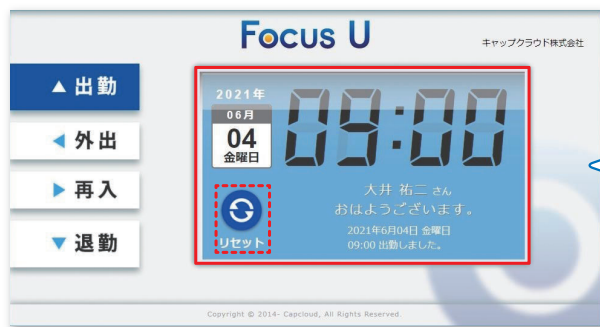 Focus U
キャップクラウド株式会社
▲ 出勤
◀ 外出
▶ 再入
▼ 退勤
2021年
06月
04
金曜日
09:00
大井 祐二 さん
おはようございます。
2021年6月04日 金曜日
09:00 出勤しました。
リセット
Copyright © 2014- Capcloud, All Rights Reserved.